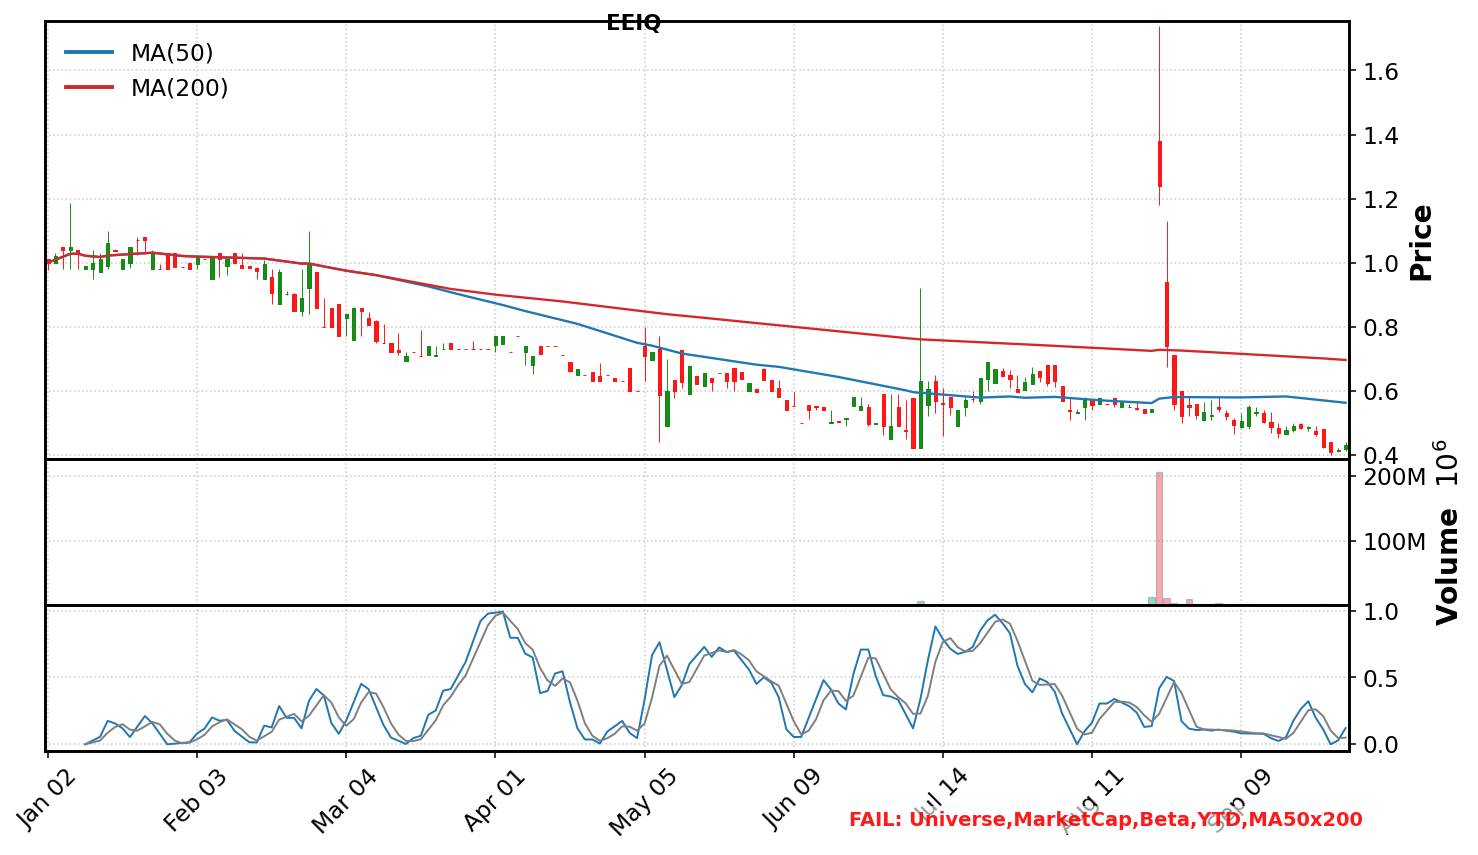 EEIQ
MA(50)
MA(200)
1.6
1.4
1.2
1.0
0.8
0.6
0.4
Price
200M
100M
Volume 10^6
1.0
0.5
0.0
Jan 02
Feb 03
Mar 04
Apr 01
May 05
Jun 09
Jul 14
Aug 11
Sep 09
FAIL: Universe,MarketCap,Beta,YTD,MA50x200